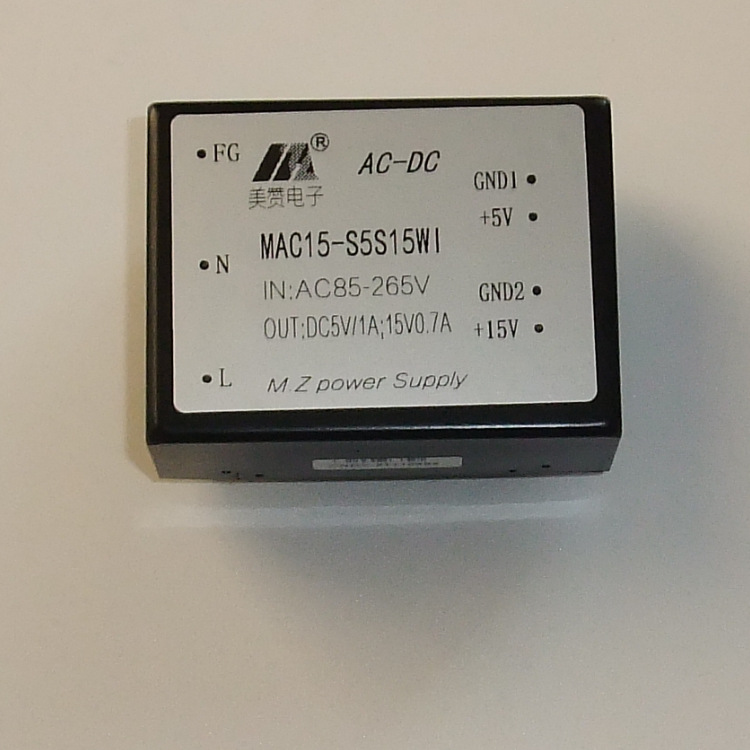 FG
®
AC-DC
美赞电子
GND1
+5V
N
MAC15-S5S15WI
IN:AC85-265V
GND2
OUT:DC5V/1A;15V0.7A
+15V
L
M.Z power Supply